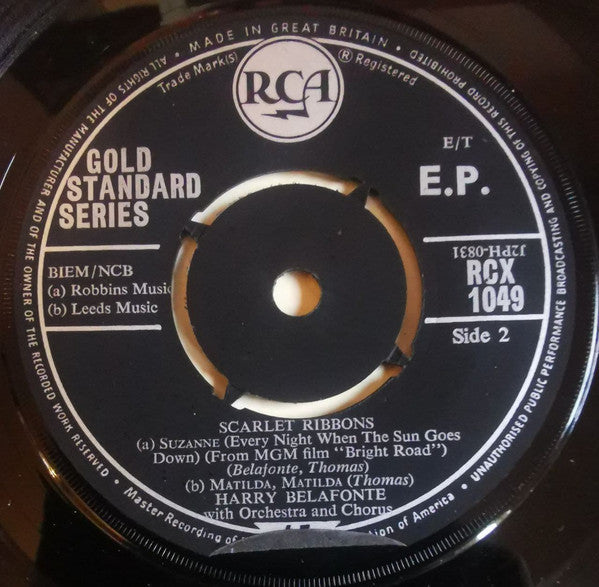 ALL RIGHTS OF THE MANUFACTURER AND OF THE OWNER OF THE RECORDED WORK RESERVED • MADE IN GREAT BRITAIN • UNAUTHORISED PUBLIC PERFORMANCE BROADCASTING AND COPYING OF THIS RECORD PROHIBITED
Trade Mark(s) ® Registered
RCA
GOLD
STANDARD
SERIES
E/T
E.P.
BIEM/NCB
(a) Robbins Music
(b) Leeds Music
J2PH-0831
RCX
1049
Side 2
SCARLET RIBBONS
(a) SUZANNE (Every Night When The Sun Goes
Down) (From MGM film "Bright Road")
(Belafonte, Thomas)
(b) MATILDA, MATILDA (Thomas)
HARRY BELAFONTE
with Orchestra and Chorus
Master Recording of
tion of America •